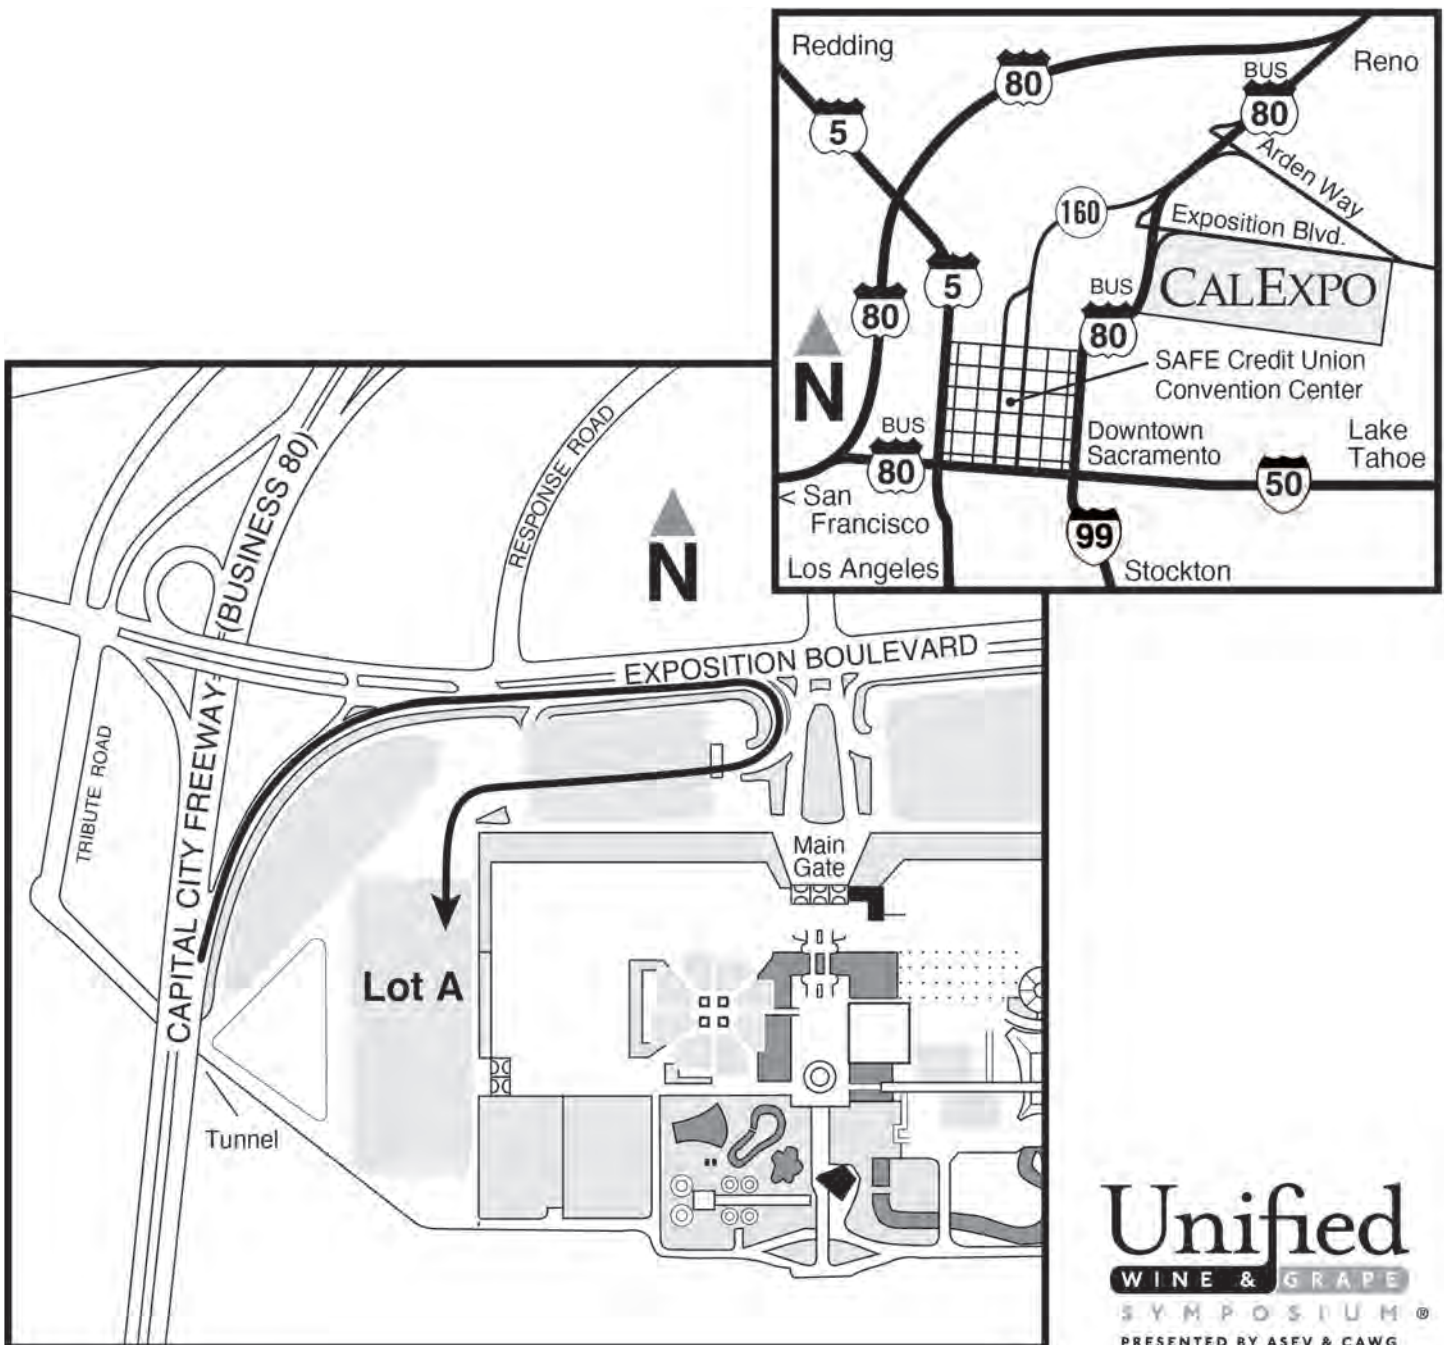 Redding
80
BUS
80
Reno
5
Arden Way
160
Exposition Blvd.
5
80
BUS
80
CALEXPO
N
SAFE Credit Union
Convention Center
BUS
80
Downtown
Sacramento
Lake
Tahoe
50
< San
Francisco
99
Los Angeles
Stockton
CAPITAL CITY FREEWAY (BUSINESS 80)
RESPONSE ROAD
N
EXPOSITION BOULEVARD
TRIBUTE ROAD
Main
Gate
Lot A
Tunnel
Unified
WINE & GRAPE
SYMPOSIUM ®
PRESENTED BY ASEV & CAWG